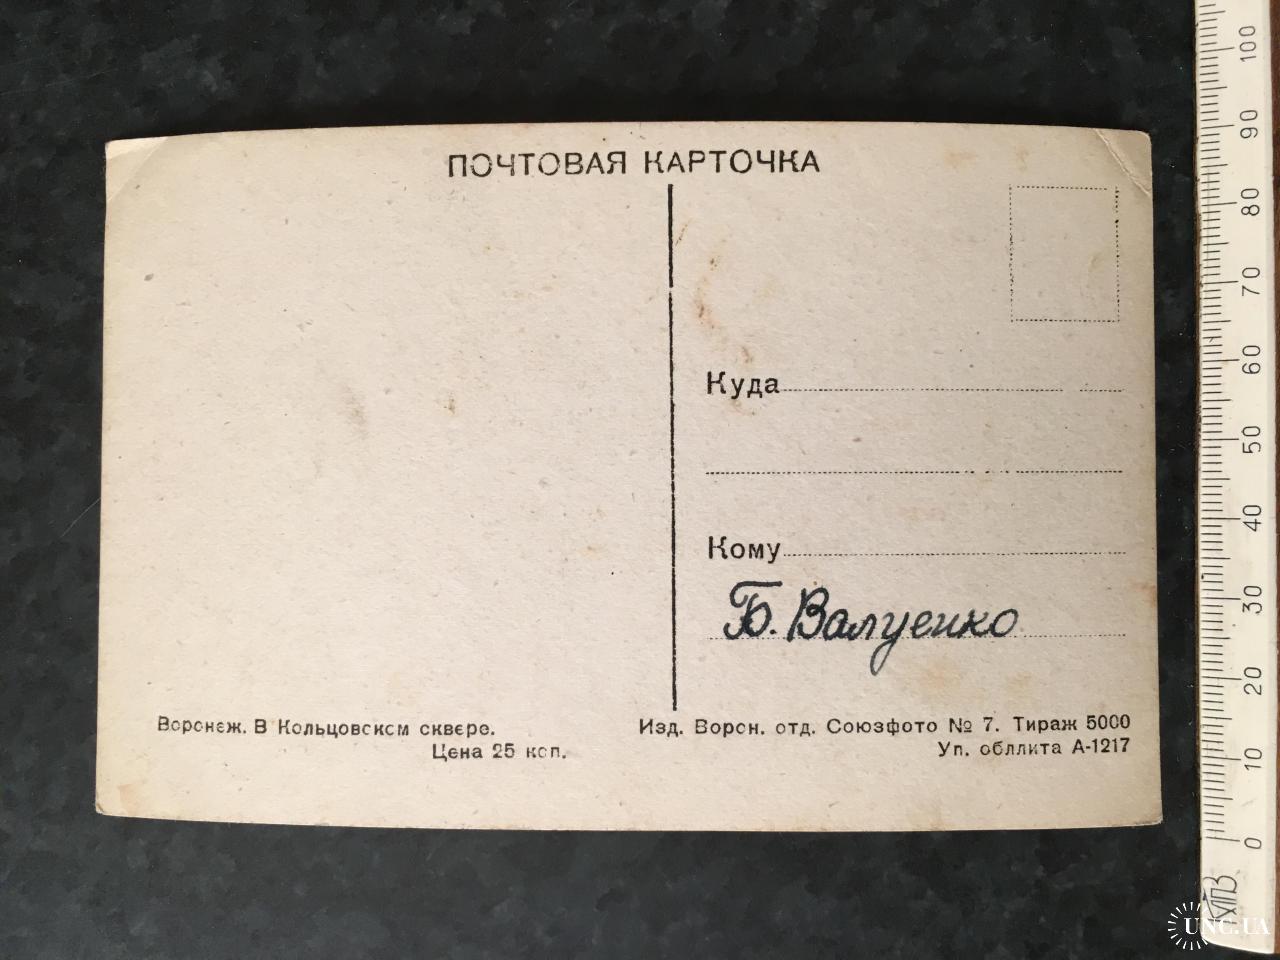 ПОЧТОВАЯ КАРТОЧКА
Куда
Кому
Б. Валуенко
Воронеж. В Кольцовском сквере.
Цена 25 коп.
Изд. Ворон. отд. Союзфото № 7. Тираж 5000
Уп. обллита А-1217
100
90
80
70
60
50
40
30
20
10
0
UNC.UA